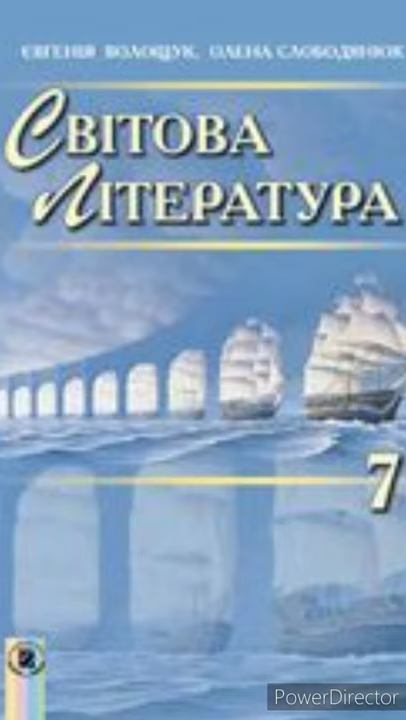 ЄВГЕНІЯ ВОЛОЩУК, ОЛЕНА СЛОБОДЯНЮК
СВІТОВА
ЛІТЕРАТУРА
7
PowerDirector